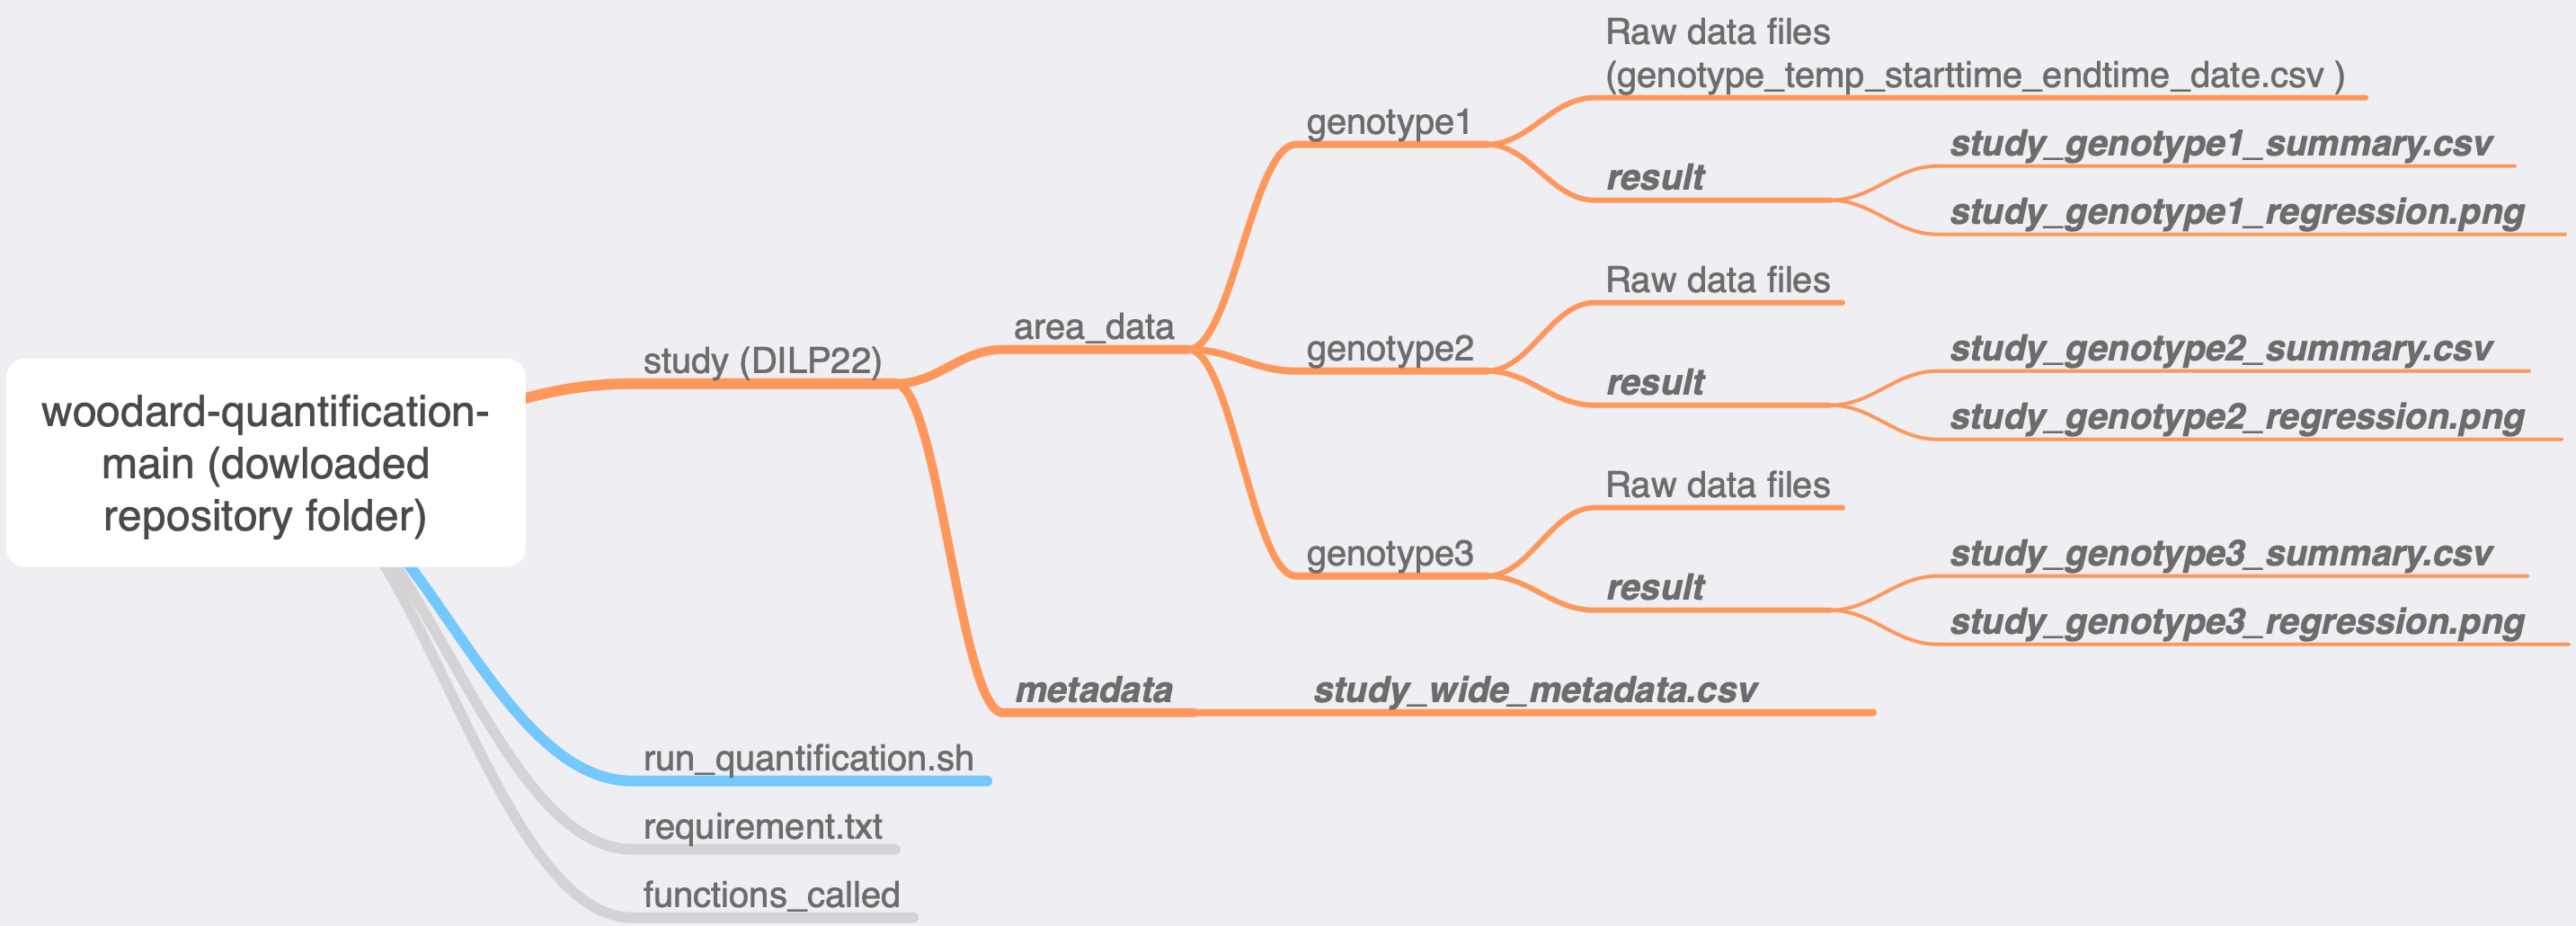 woodard-quantification-
main (dowloaded
repository folder)
study (DILP22)
area_data
genotype1
Raw data files
(genotype_temp_starttime_endtime_date.csv )
result
study_genotype1_summary.csv
study_genotype1_regression.png
genotype2
Raw data files
result
study_genotype2_summary.csv
study_genotype2_regression.png
genotype3
Raw data files
result
study_genotype3_summary.csv
study_genotype3_regression.png
metadata
study_wide_metadata.csv
run_quantification.sh
requirement.txt
functions_called